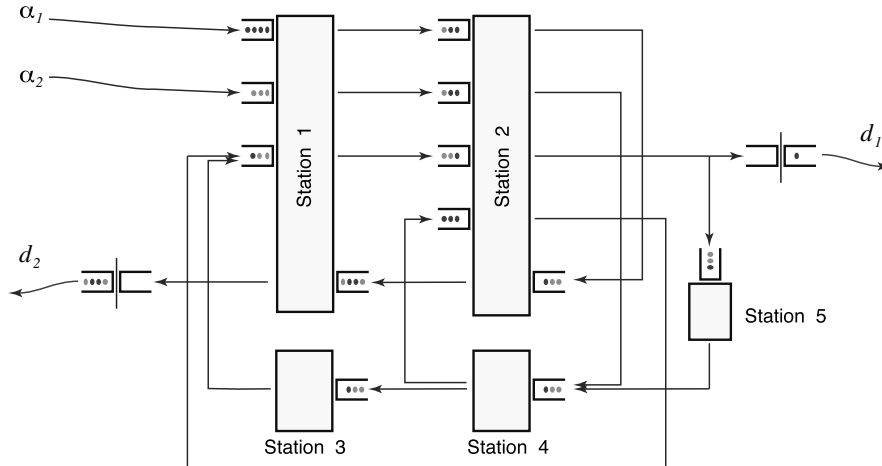 α1
α2
Station 1
Station 2
d1
d2
Station 5
Station 3
Station 4